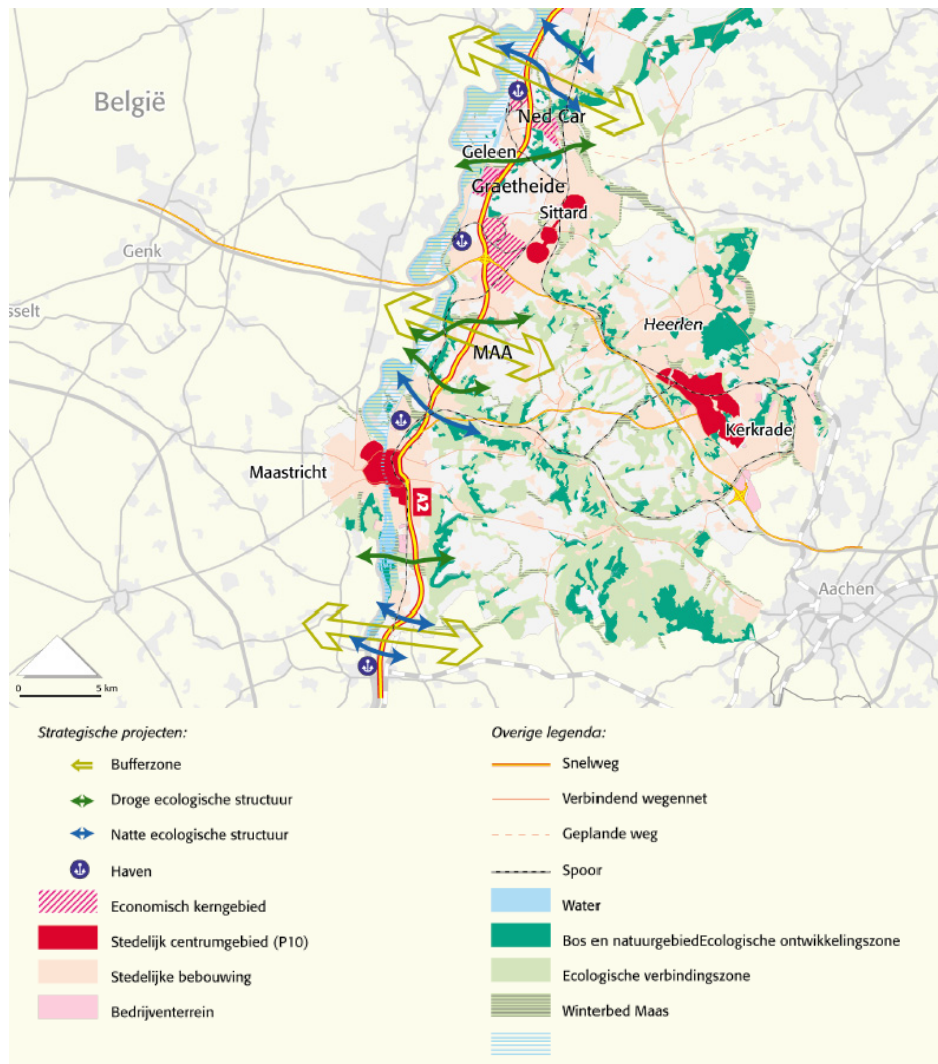 België
Ned Car
Geleen
Graetheide
Sittard
Genk
sselt
Heerlen
MAA
Kerkrade
Maastricht
A2
Aachen
0 5 km
Strategische projecten:
Bufferzone
Droge ecologische structuur
Natte ecologische structuur
Haven
Economisch kerngebied
Stedelijk centrumgebied (P10)
Stedelijke bebouwing
Bedrijventerrein
Overige legenda:
Snelweg
Verbindend wegennet
Geplande weg
Spoor
Water
Bos en natuurgebiedEcologische ontwikkelingszone
Ecologische verbindingszone
Winterbed Maas